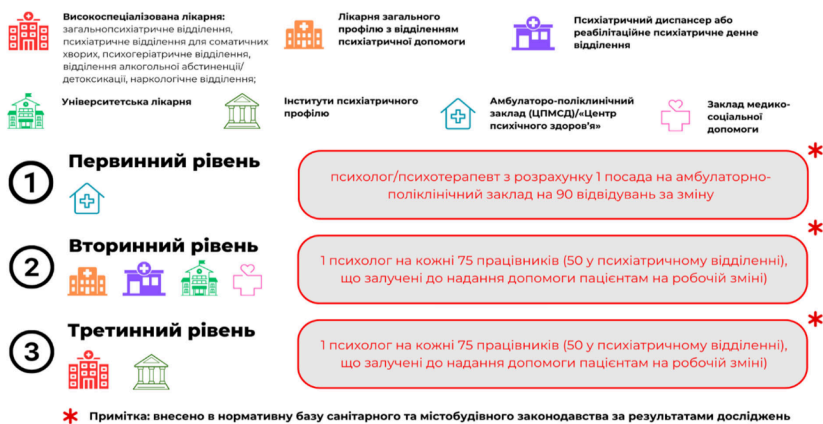 Високоспеціалізована лікарня:
загальнопсихіатричне відділення,
психіатричне відділення для соматичних
хворих, психогеріатричне відділення,
відділення алкогольної абстиненції/
детоксикації, наркологічне відділення;
Лікарня загального
профілю з відділенням
психіатричної допомоги
Психіатричний диспансер або
реабілітаційне психіатричне денне
відділення
Університетська лікарня
Інститути психіатричного
профілю
Амбулаторо-поліклінічний
заклад (ЦПМСД)/«Центр
психічного здоров'я»
Заклад медико-
соціальної
допомоги
1
Первинний рівень
психолог/психотерапевт з розрахунку 1 посада на амбулаторно-
поліклінічний заклад на 90 відвідувань за зміну
*
2
Вторинний рівень
1 психолог на кожні 75 працівників (50 у психіатричному відділенні),
що залучені до надання допомоги пацієнтам на робочій зміні)
*
3
Третинний рівень
1 психолог на кожні 75 працівників (50 у психіатричному відділенні),
що залучені до надання допомоги пацієнтам на робочій зміні)
*
* Примітка: внесено в нормативну базу санітарного та містобудівного законодавства за результатами досліджень